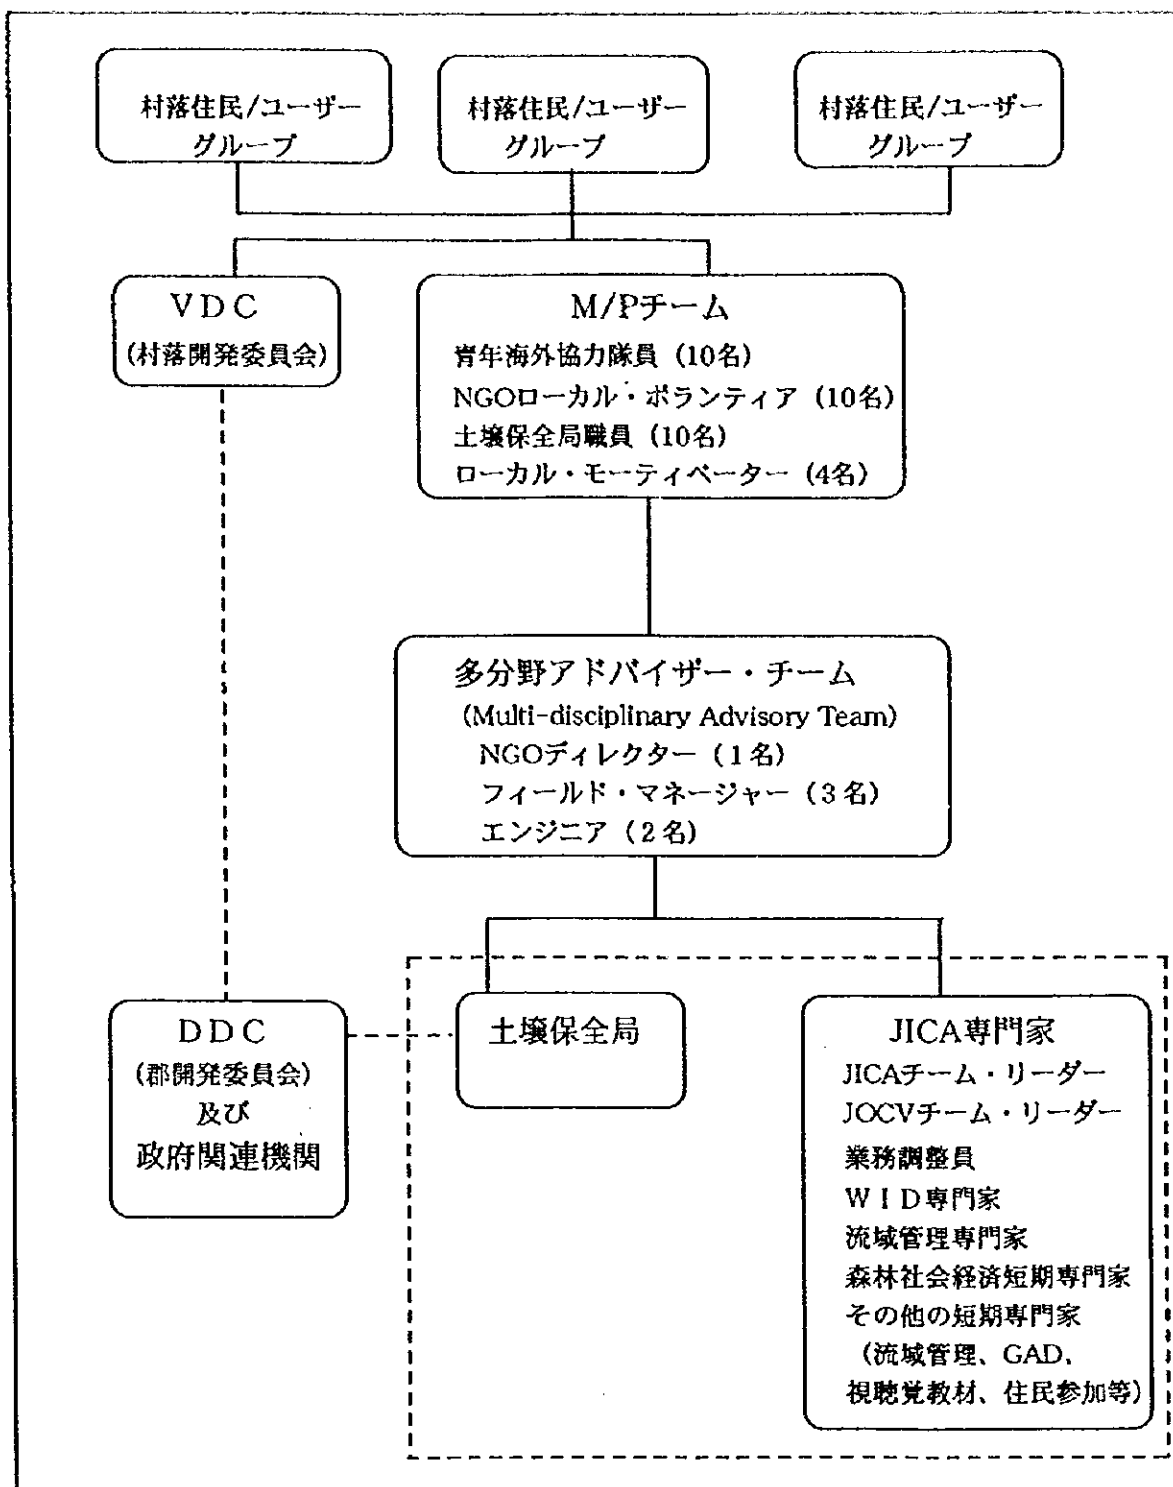 村落住民/ユーザー
グループ
村落住民/ユーザー
グループ
村落住民/ユーザー
グループ
VDC
(村落開発委員会)
M/Pチーム
青年海外協力隊員 (10名)
NGOローカル・ボランティア (10名)
土壌保全局職員 (10名)
ローカル・モーティベーター (4名)
多分野アドバイザー・チーム
(Multi-disciplinary Advisory Team)
NGOディレクター (1名)
フィールド・マネージャー (3名)
エンジニア (2名)
DDC
(郡開発委員会)
及び
政府関連機関
土壌保全局
JICA専門家
JICAチーム・リーダー
JOCVチーム・リーダー
業務調整員
WID専門家
流域管理専門家
森林社会経済短期専門家
その他の短期専門家
(流域管理、GAD、
視聴覚教材、住民参加等)